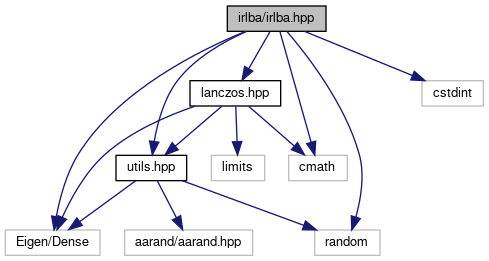 irlba/irlba.hpp
lanczos.hpp
cstdint
utils.hpp
limits
cmath
Eigen/Dense
aarand/aarand.hpp
random